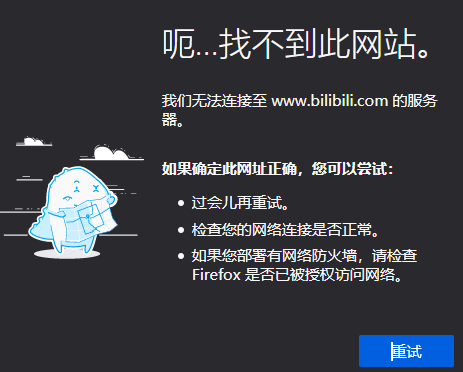 呃...找不到此网站。
我们无法连接至 www.bilibili.com 的服务
器。
如果确定此网址正确，您可以尝试：
• 过会儿再重试。
• 检查您的网络连接是否正常。
• 如果您部署有网络防火墙，请检查
Firefox 是否已被授权访问网络。
重试